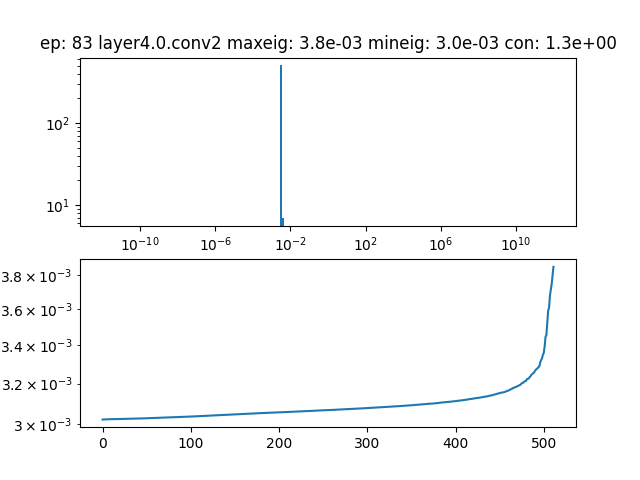 ep: 83 layer4.0.conv2 maxeig: 3.8e-03 mineig: 3.0e-03 con: 1.3e+00
10²
10¹
10⁻¹⁰ 10⁻⁶ 10⁻² 10² 10⁶ 10¹⁰
3.8 × 10⁻³
3.6 × 10⁻³
3.4 × 10⁻³
3.2 × 10⁻³
3 × 10⁻³
0 100 200 300 400 500